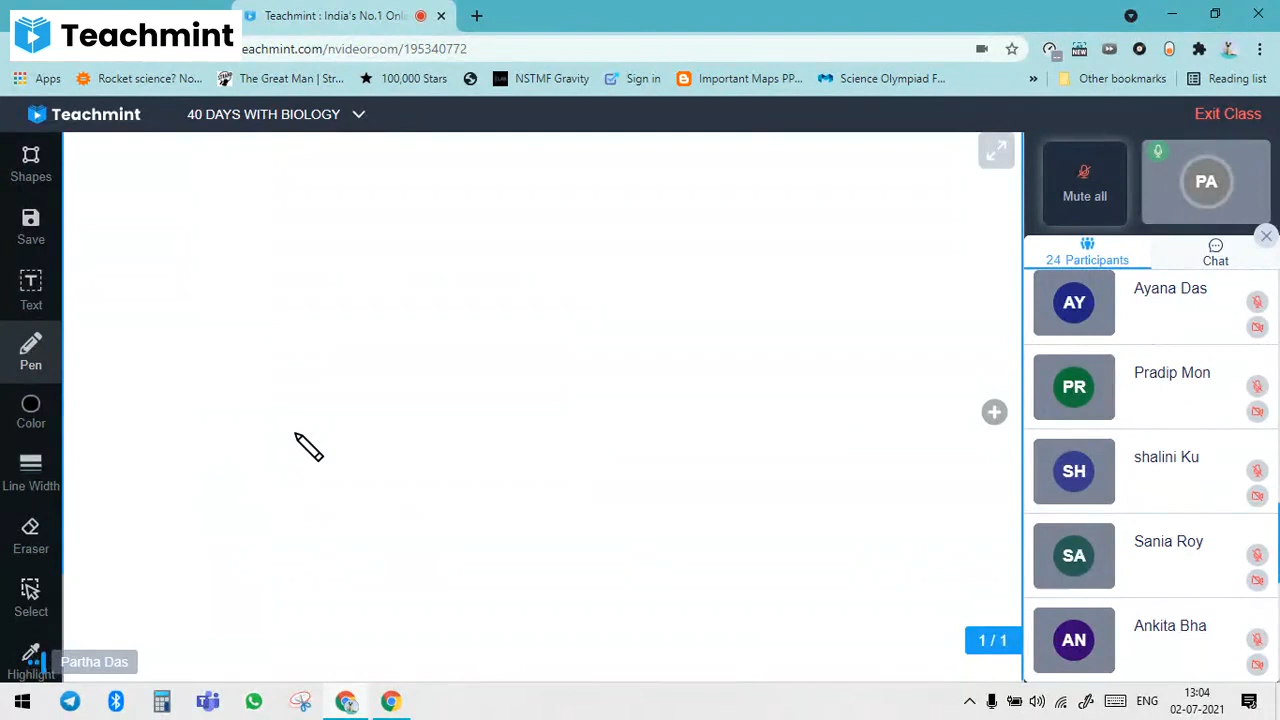 Teachmint : India's No.1 Onl
Teachmint
eachmint.com/nvideoroom/195340772
Apps
Rocket science? No...
The Great Man | Str...
100,000 Stars
NSTMF Gravity
Sign in
Important Maps PP...
Science Olympiad F...
»
Other bookmarks
Reading list
NEW
Teachmint
40 DAYS WITH BIOLOGY
Exit Class
Shapes
Save
Text
Pen
Color
Line Width
Eraser
Select
Highlight
Partha Das
1 / 1
Mute all
PA
24 Participants
Chat
AY
Ayana Das
PR
Pradip Mon
SH
shalini Ku
SA
Sania Roy
AN
Ankita Bha
ENG
13:04
02-07-2021